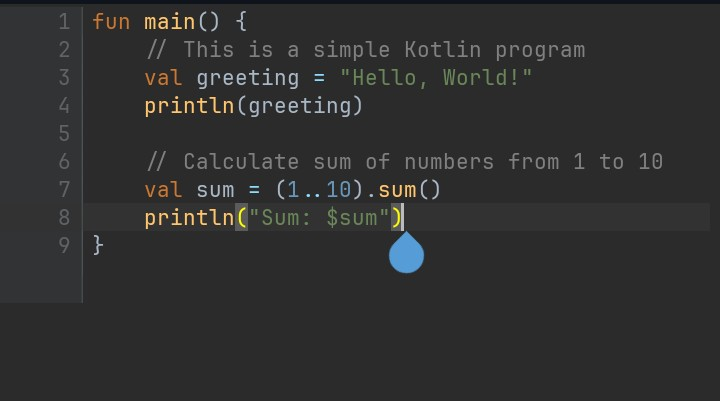 1 fun main() {
2     // This is a simple Kotlin program
3     val greeting = "Hello, World!"
4     println(greeting)
5
6     // Calculate sum of numbers from 1 to 10
7     val sum = (1..10).sum()
8     println("Sum: $sum")
9 }